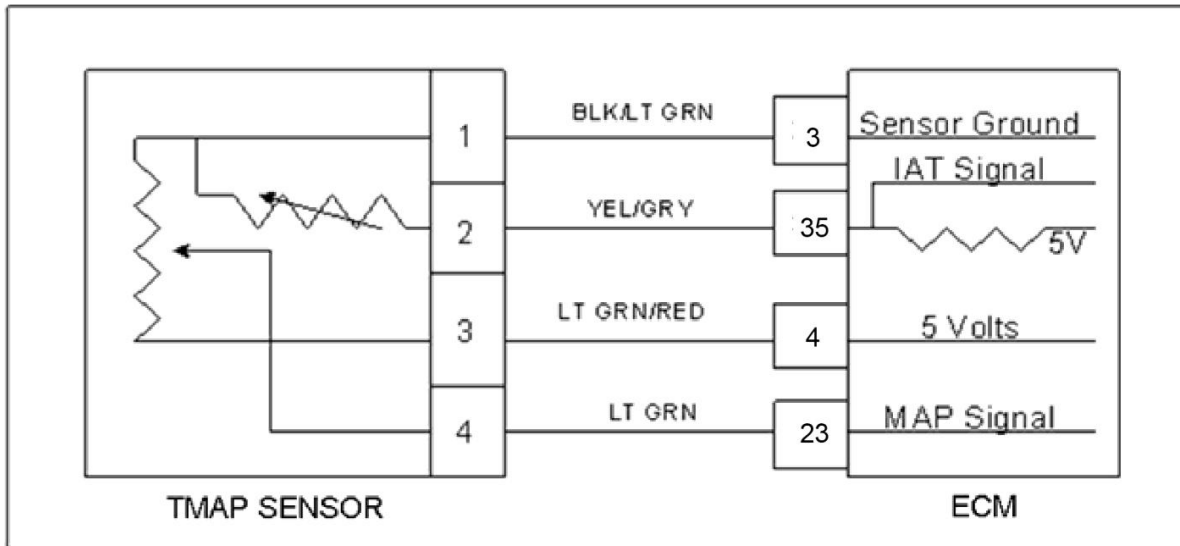 1 BLK/LT GRN 3 Sensor Ground
IAT Signal
2 YEL/GRY 35 5V
3 LT GRN/RED 4 5 Volts
4 LT GRN 23 MAP Signal
TMAP SENSOR ECM